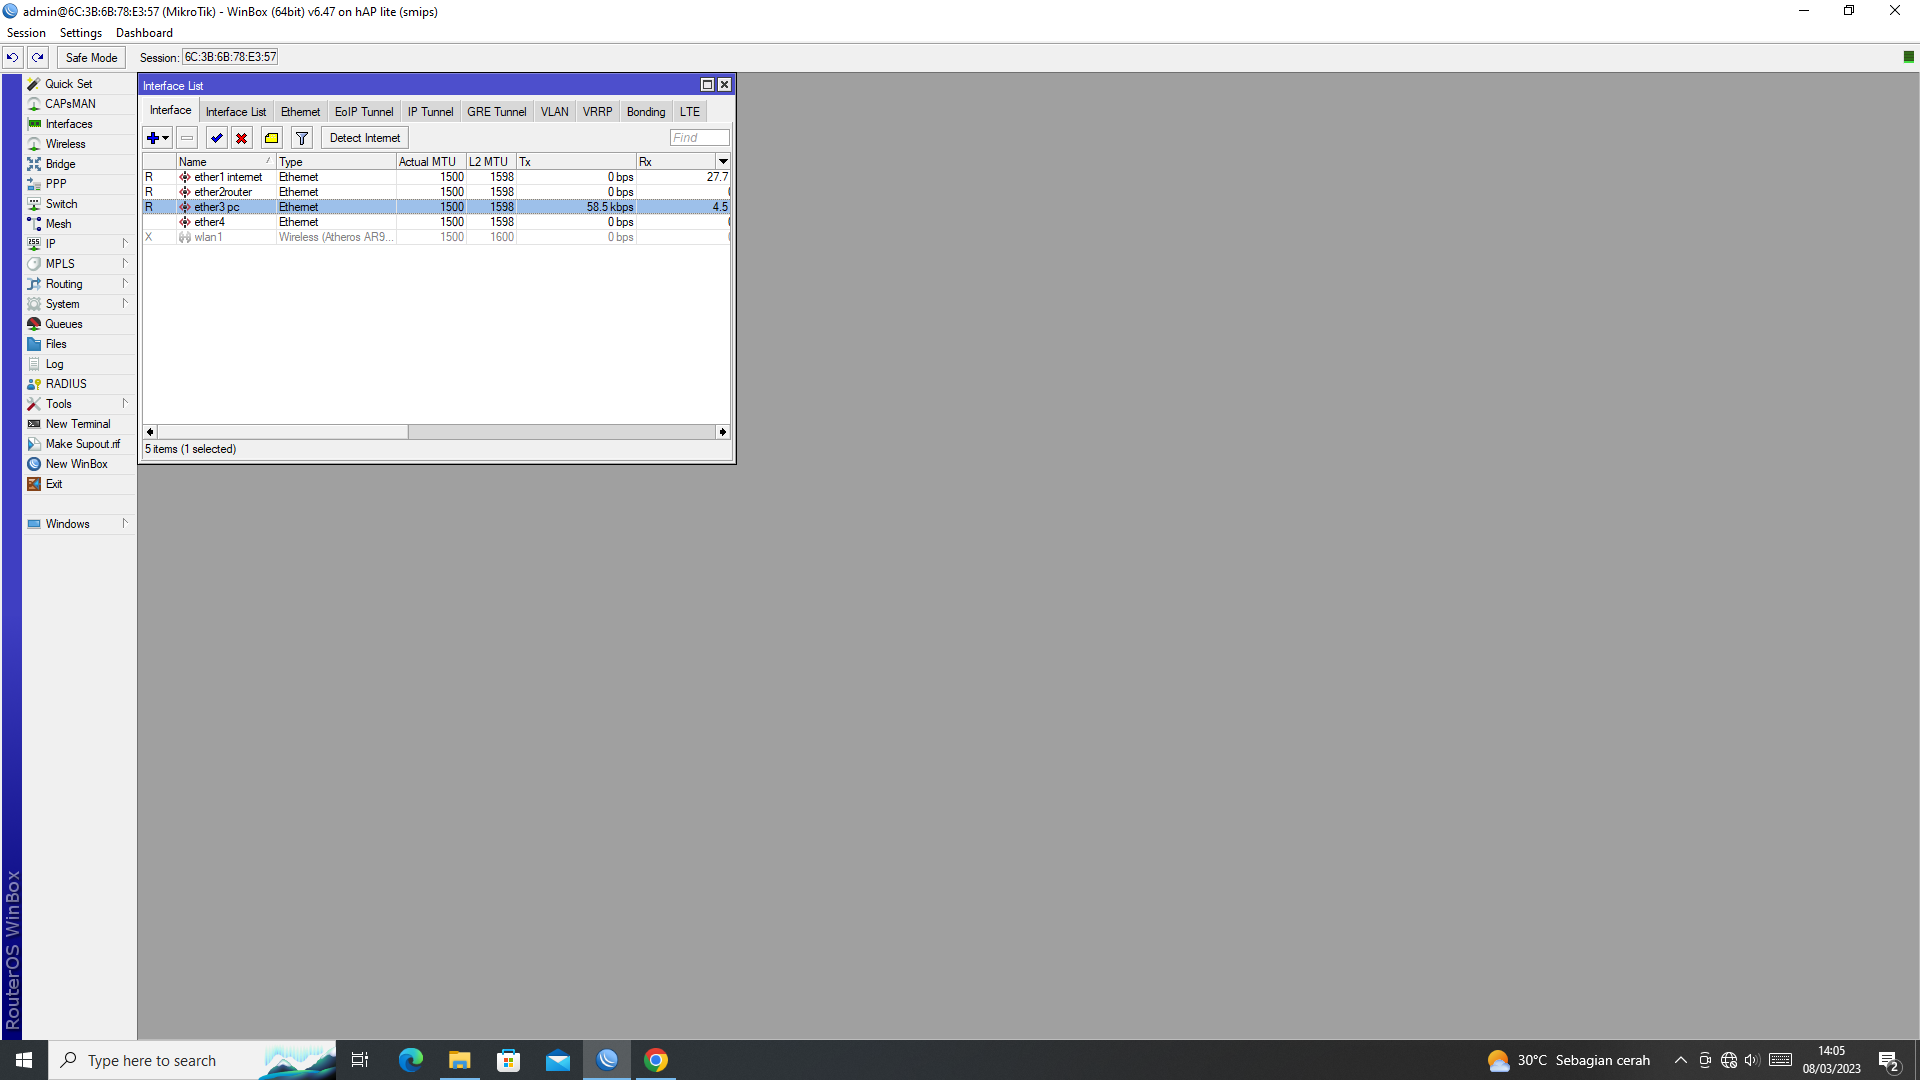 admin@6C:3B:6B:78:E3:57 (MikroTik) - WinBox (64bit) v6.47 on hAP lite (smips)
Session Settings Dashboard
Safe Mode Session: 6C:3B:6B:78:E3:57
Quick Set
CAPsMAN
Interfaces
Wireless
Bridge
PPP
Switch
Mesh
IP
MPLS
Routing
System
Queues
Files
Log
RADIUS
Tools
New Terminal
Make Supout.rif
New WinBox
Exit
Windows
RouterOS WinBox
Interface List
Interface Interface List Ethernet EoIP Tunnel IP Tunnel GRE Tunnel VLAN VRRP Bonding LTE
Detect Internet Find
Name Type Actual MTU L2 MTU Tx Rx
R ether1 internet Ethernet 1500 1598 0 bps 27.7
R ether2router Ethernet 1500 1598 0 bps
R ether3 pc Ethernet 1500 1598 58.5 kbps 4.5
ether4 Ethernet 1500 1598 0 bps
X wlan1 Wireless (Atheros AR9... 1500 1600 0 bps
5 items (1 selected)
Type here to search
30°C Sebagian cerah
14:05
08/03/2023
2